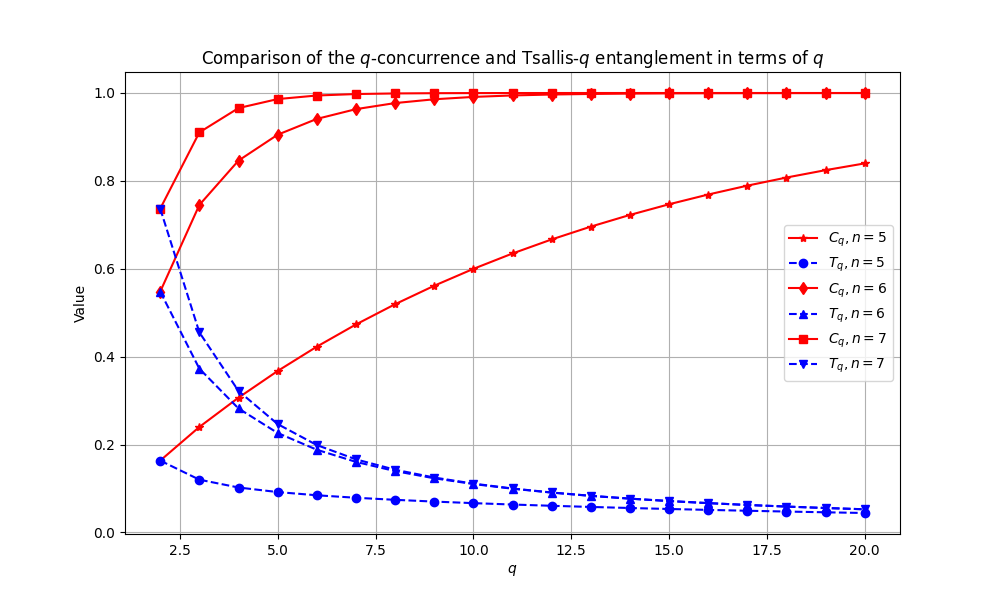 Comparison of the q-concurrence and Tsallis-q entanglement in terms of q
Value
1.0
0.8
0.6
0.4
0.2
0.0
C_q, n = 5
T_q, n = 5
C_q, n = 6
T_q, n = 6
C_q, n = 7
T_q, n = 7
2.5 5.0 7.5 10.0 12.5 15.0 17.5 20.0
q